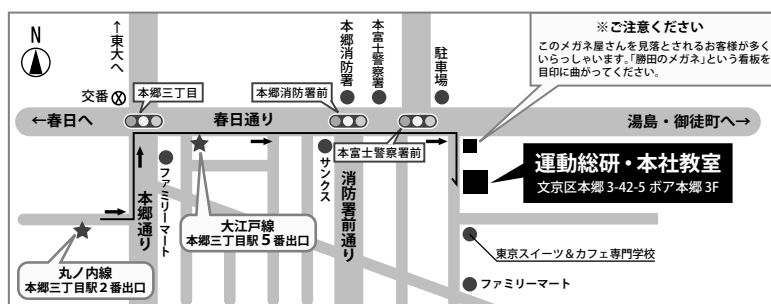 N
↑東大へ
本郷消防署
本富士警察署
駐車場
※ご注意ください
このメガネ屋さんを見落とされるお客様が多く
いらっしゃいます。「勝田のメガネ」という看板を
目印に曲がってください。
交番
本郷三丁目
本郷消防署前
←春日へ
春日通り
湯島・御徒町へ→
本富士警察署前
運動総研・本社教室
文京区本郷3-42-5 ボア本郷 3F
本郷通り
ファミリーマート
サンクス
消防署前通り
大江戸線
本郷三丁目駅5番出口
丸ノ内線
本郷三丁目駅2番出口
東京スイーツ&カフェ専門学校
ファミリーマート